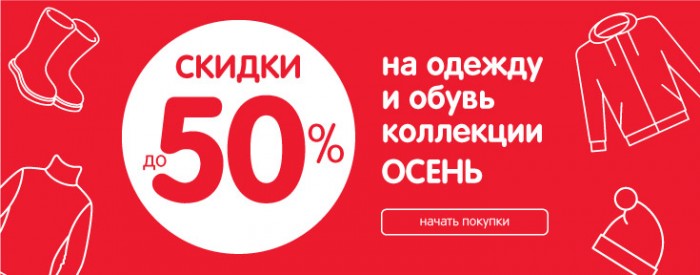 СКИДКИ
до 50%
на одежду
и обувь
коллекции
ОСЕНЬ
начать покупки